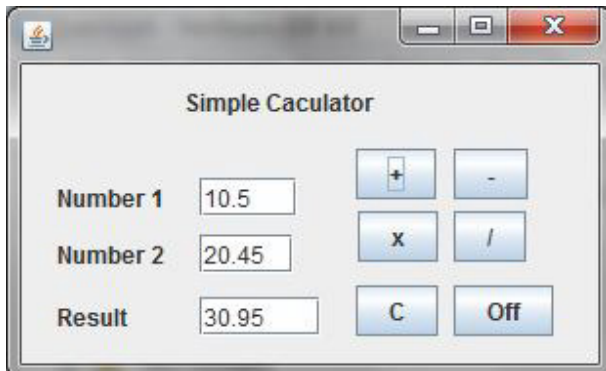 Simple Caculator
+ -
Number 1 10.5
x /
Number 2 20.45
Result 30.95 C Off